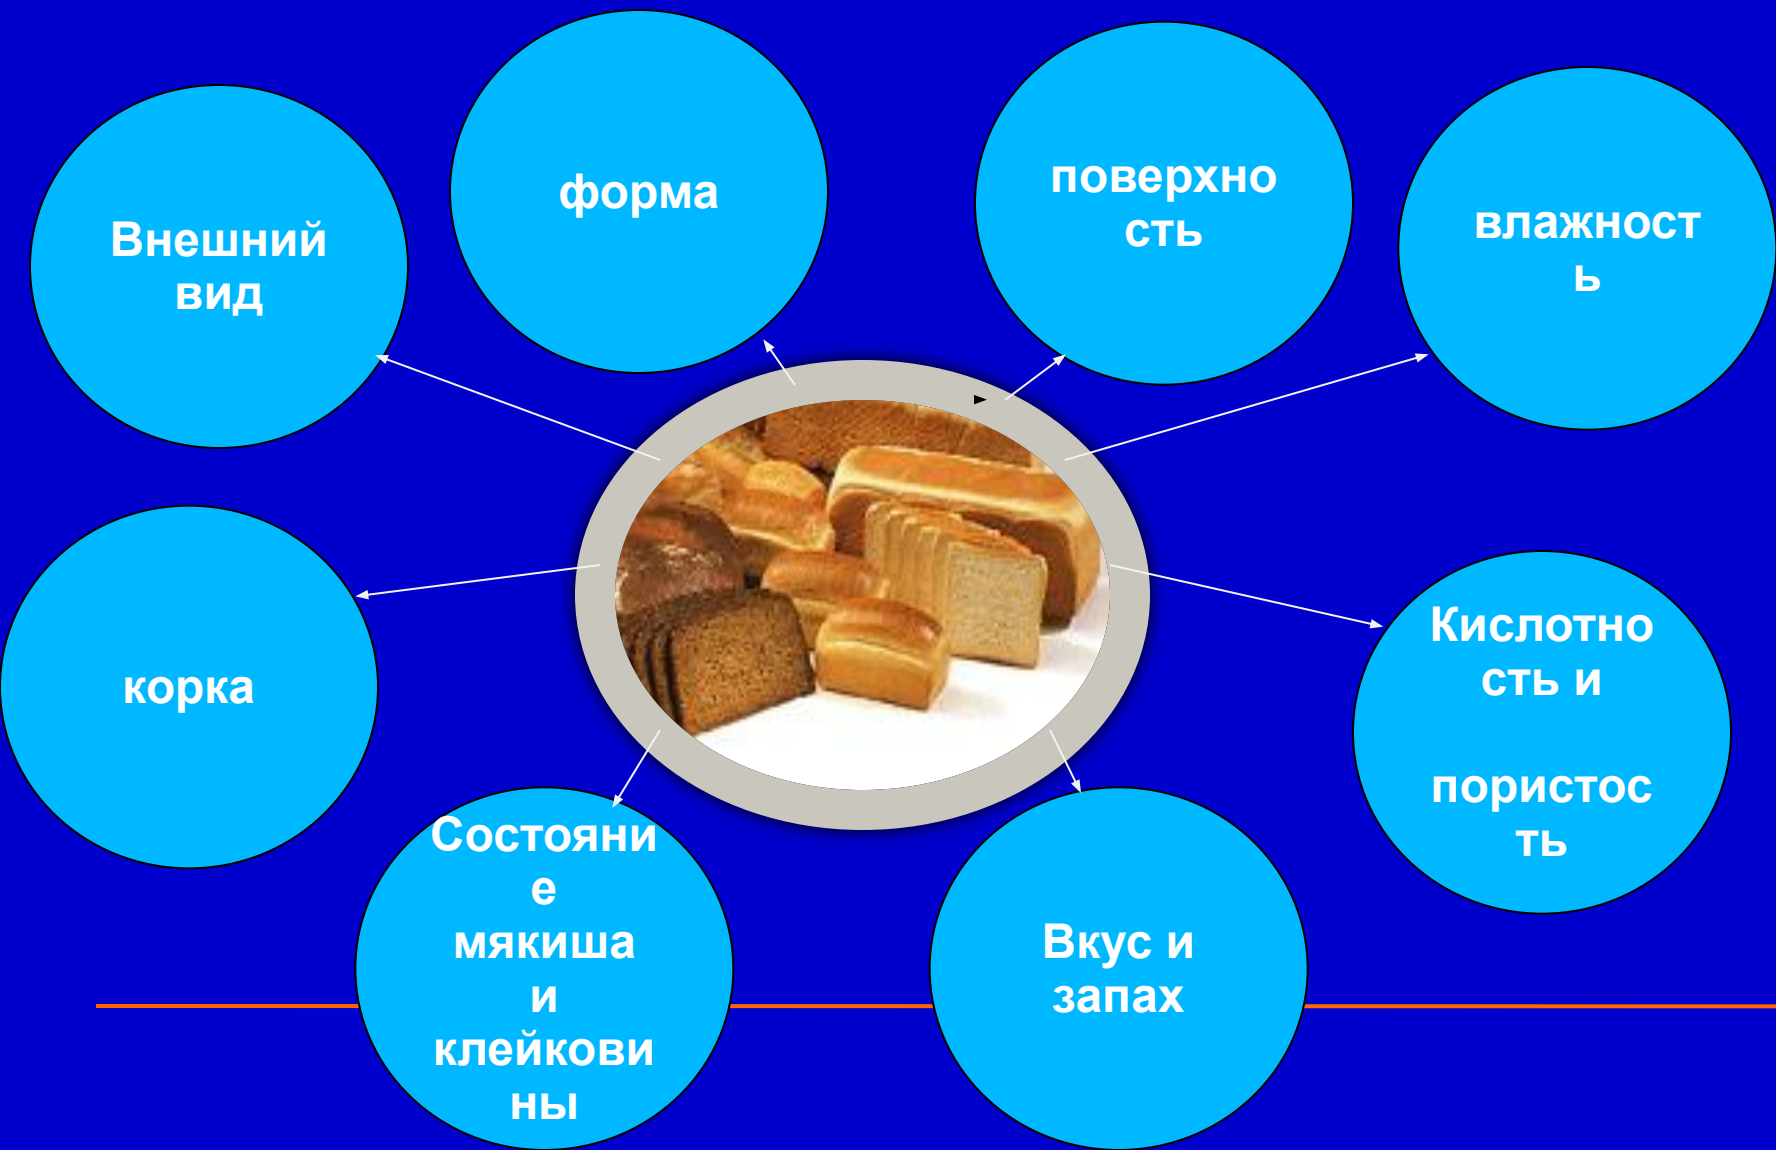 Внешний
вид
форма
поверхно
сть
влажност
ь
корка
Кислотно
сть и
пористос
ть
Состояни
е
мякиша
и
клейкови
ны
Вкус и
запах